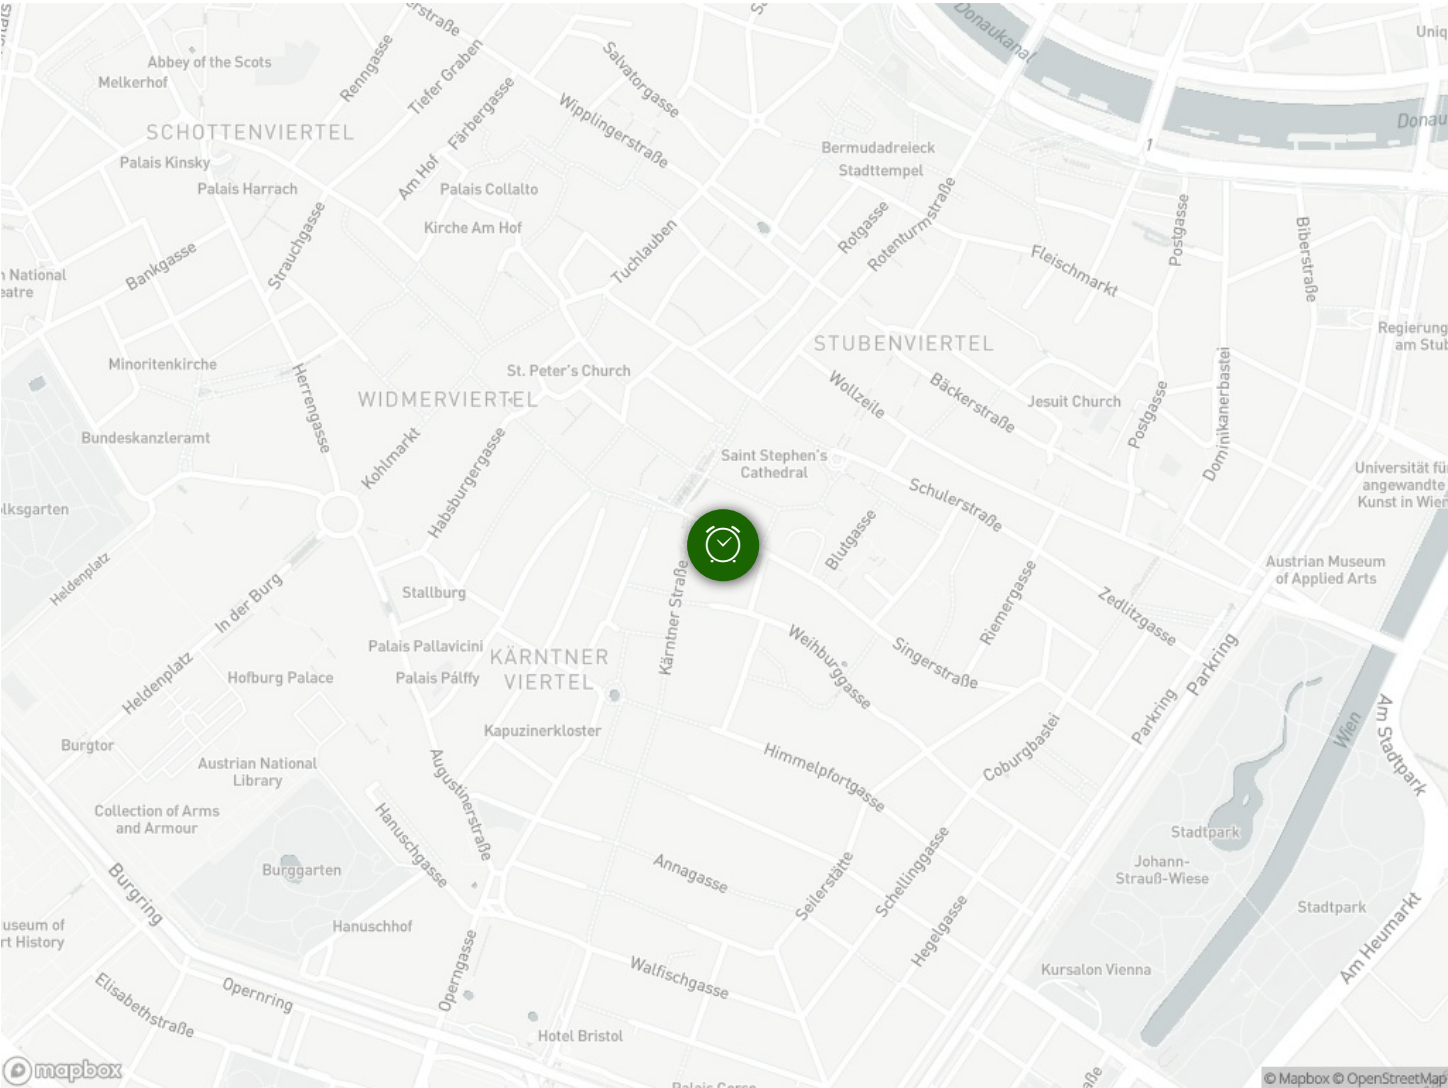 Donaukanal
Uniq
Abbey of the Scots
Renngasse
Tiefer Graben
Salvatorgasse
Melkerhof
Färbergasse
Wipplingerstraße
Donau
SCHOTTENVIERTEL
1
Palais Kinsky
Am Hof
Bermudadreieck
Stadttempel
Palais Harrach
Palais Collalto
Kirche Am Hof
Rotgasse
Rotenturmstraße
Postgasse
Biberstraße
Strauchgasse
Tuchlauben
Bankgasse
Fleischmarkt
n National
eatre
STUBENVIERTEL
Regierung
am Stub
Minoritenkirche
St. Peter's Church
WIDMERVIERTEL
Wollzeile
Bäckerstraße
Jesuit Church
Postgasse
Dominikanerbastei
Herrengasse
Bundeskanzleramt
Kohlmarkt
Habsburgergasse
Saint Stephen's
Cathedral
Universität fü
angewandte
Kunst in Wien
olksgarten
Schulerstraße
Blutgasse
Heldenplatz
In der Burg
Stallburg
Kärntner Straße
Riemergasse
Zedlitzgasse
Austrian Museum
of Applied Arts
Palais Pallavicini
KÄRNTNER
VIERTEL
Weihburggasse
Singerstraße
Parkring
Heldenplatz
Hofburg Palace
Palais Pálffy
Parkring
Wien
Am Stadtpark
Burgtor
Kapuzinerkloster
Coburgbastei
Austrian National
Library
Augustinerstraße
Himmelpfortgasse
Collection of Arms
and Armour
Hanuschgasse
Stadtpark
Johann-
Strauß-Wiese
Burggarten
Annagasse
Seilerstätte
Schellinggasse
Burgring
Hegelgasse
Stadtpark
useum of
rt History
Hanuschhof
Am Heumarkt
Operngasse
Walfischgasse
Kursalon Vienna
Elisabethstraße
Opernring
Hotel Bristol
mapbox
Palais Corso
aße
© Mapbox © OpenStreetMap